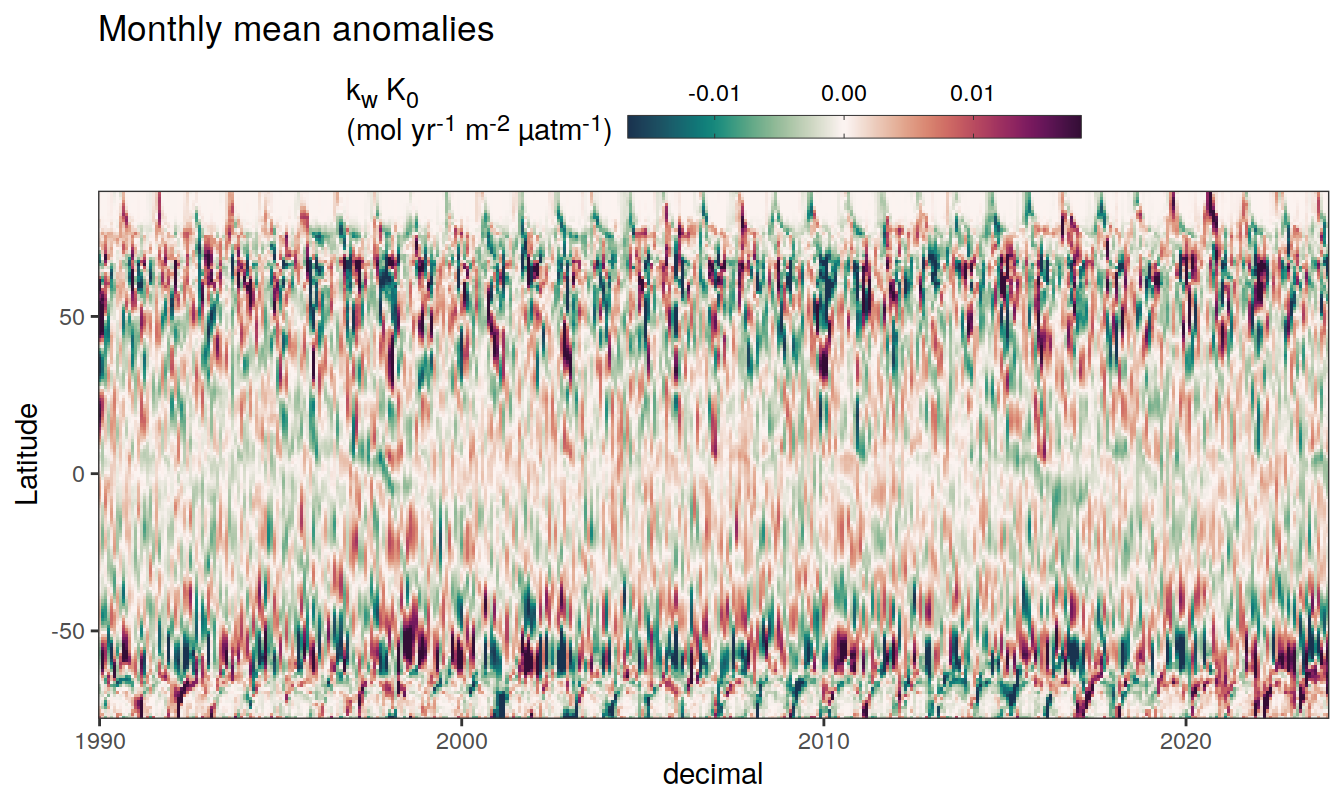 Monthly mean anomalies
kw K0
(mol yr-1 m-2 µatm-1)
-0.01 0.00 0.01
Latitude
50
0
-50
1990 2000 2010 2020
decimal